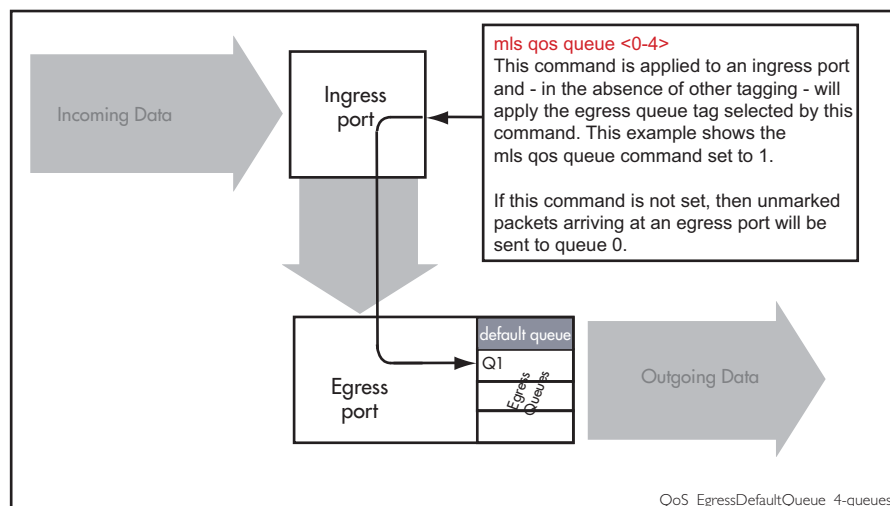 mls qos queue <0-4>
This command is applied to an ingress port
and - in the absence of other tagging - will
apply the egress queue tag selected by this
command. This example shows the
mls qos queue command set to 1.
If this command is not set, then unmarked
packets arriving at an egress port will be
sent to queue 0.
Incoming Data
Ingress
port
default queue
Q1
Egress
Queues
Egress
port
Outgoing Data
QoS_EgressDefaultQueue_4-queues